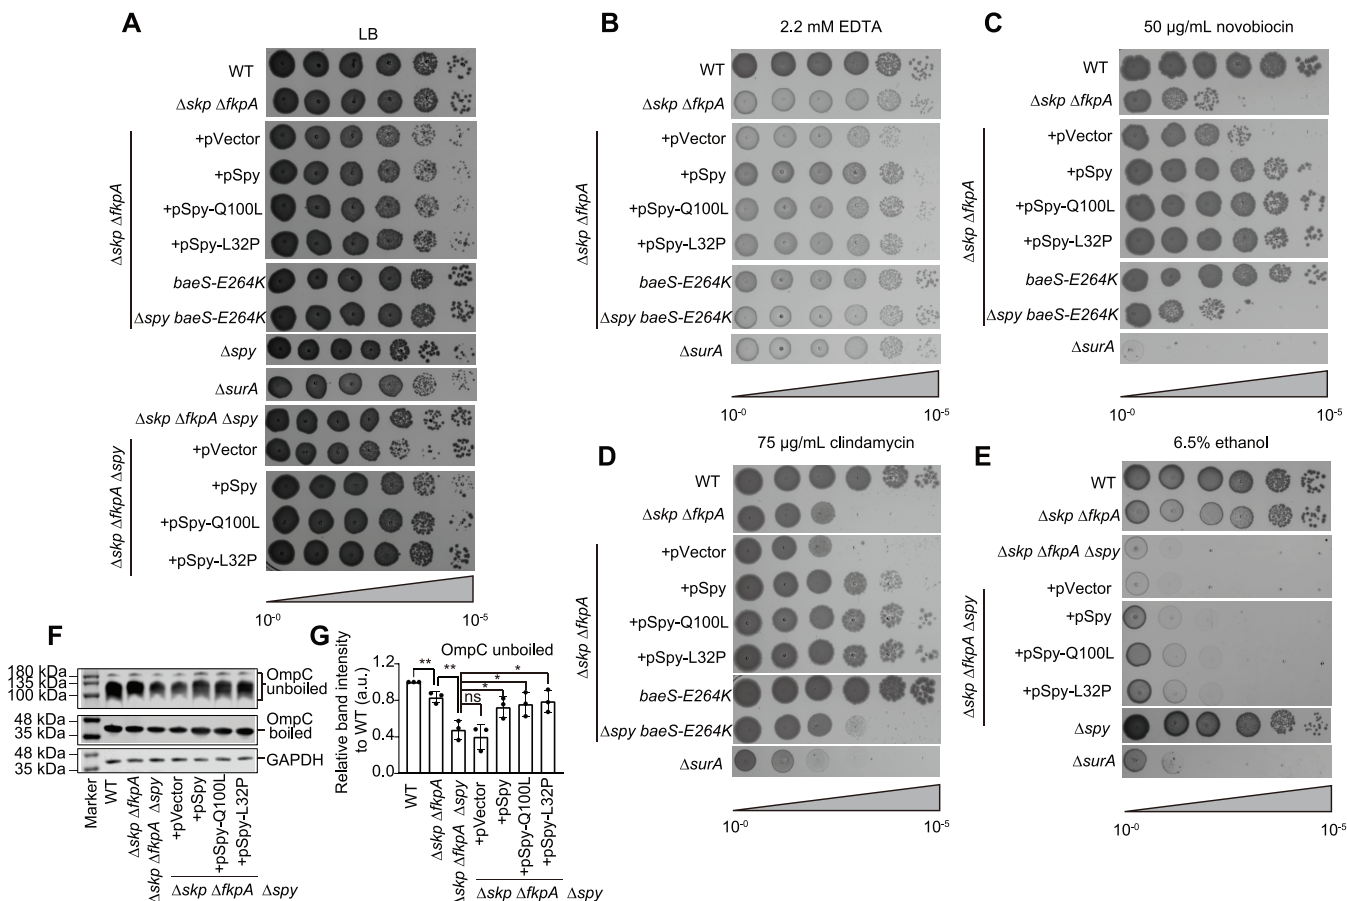 A
LB
WT
Δskp ΔfkpA
+pVector
+pSpy
+pSpy-Q100L
+pSpy-L32P
baeS-E264K
Δspy baeS-E264K
Δskp ΔfkpA
Δspy
ΔsurA
Δskp ΔfkpA Δspy
+pVector
+pSpy
+pSpy-Q100L
+pSpy-L32P
Δskp ΔfkpA Δspy
10⁻⁰
10⁻⁵
B
2.2 mM EDTA
WT
Δskp ΔfkpA
+pVector
+pSpy
+pSpy-Q100L
+pSpy-L32P
baeS-E264K
Δspy baeS-E264K
Δskp ΔfkpA
ΔsurA
10⁻⁰
10⁻⁵
C
50 µg/mL novobiocin
WT
Δskp ΔfkpA
+pVector
+pSpy
+pSpy-Q100L
+pSpy-L32P
baeS-E264K
Δspy baeS-E264K
Δskp ΔfkpA
ΔsurA
10⁻⁰
10⁻⁵
D
75 µg/mL clindamycin
WT
Δskp ΔfkpA
+pVector
+pSpy
+pSpy-Q100L
+pSpy-L32P
baeS-E264K
Δspy baeS-E264K
Δskp ΔfkpA
ΔsurA
10⁻⁰
10⁻⁵
E
6.5% ethanol
WT
Δskp ΔfkpA
Δskp ΔfkpA Δspy
+pVector
+pSpy
+pSpy-Q100L
+pSpy-L32P
Δskp ΔfkpA Δspy
Δspy
ΔsurA
10⁻⁰
10⁻⁵
F
180 kDa
135 kDa
100 kDa
OmpC
unboiled
48 kDa
35 kDa
OmpC
boiled
48 kDa
35 kDa
GAPDH
Marker
WT
Δskp ΔfkpA
Δskp ΔfkpA Δspy
+pVector
+pSpy
+pSpy-Q100L
+pSpy-L32P
Δskp ΔfkpA Δspy
G
OmpC unboiled
Relative band intensity
to WT (a.u.)
1.2
0.8
0.4
0.0
**
**
ns
*
*
*
WT
Δskp ΔfkpA
Δskp ΔfkpA Δspy
+pVector
+pSpy
+pSpy-Q100L
+pSpy-L32P
Δskp ΔfkpA Δspy